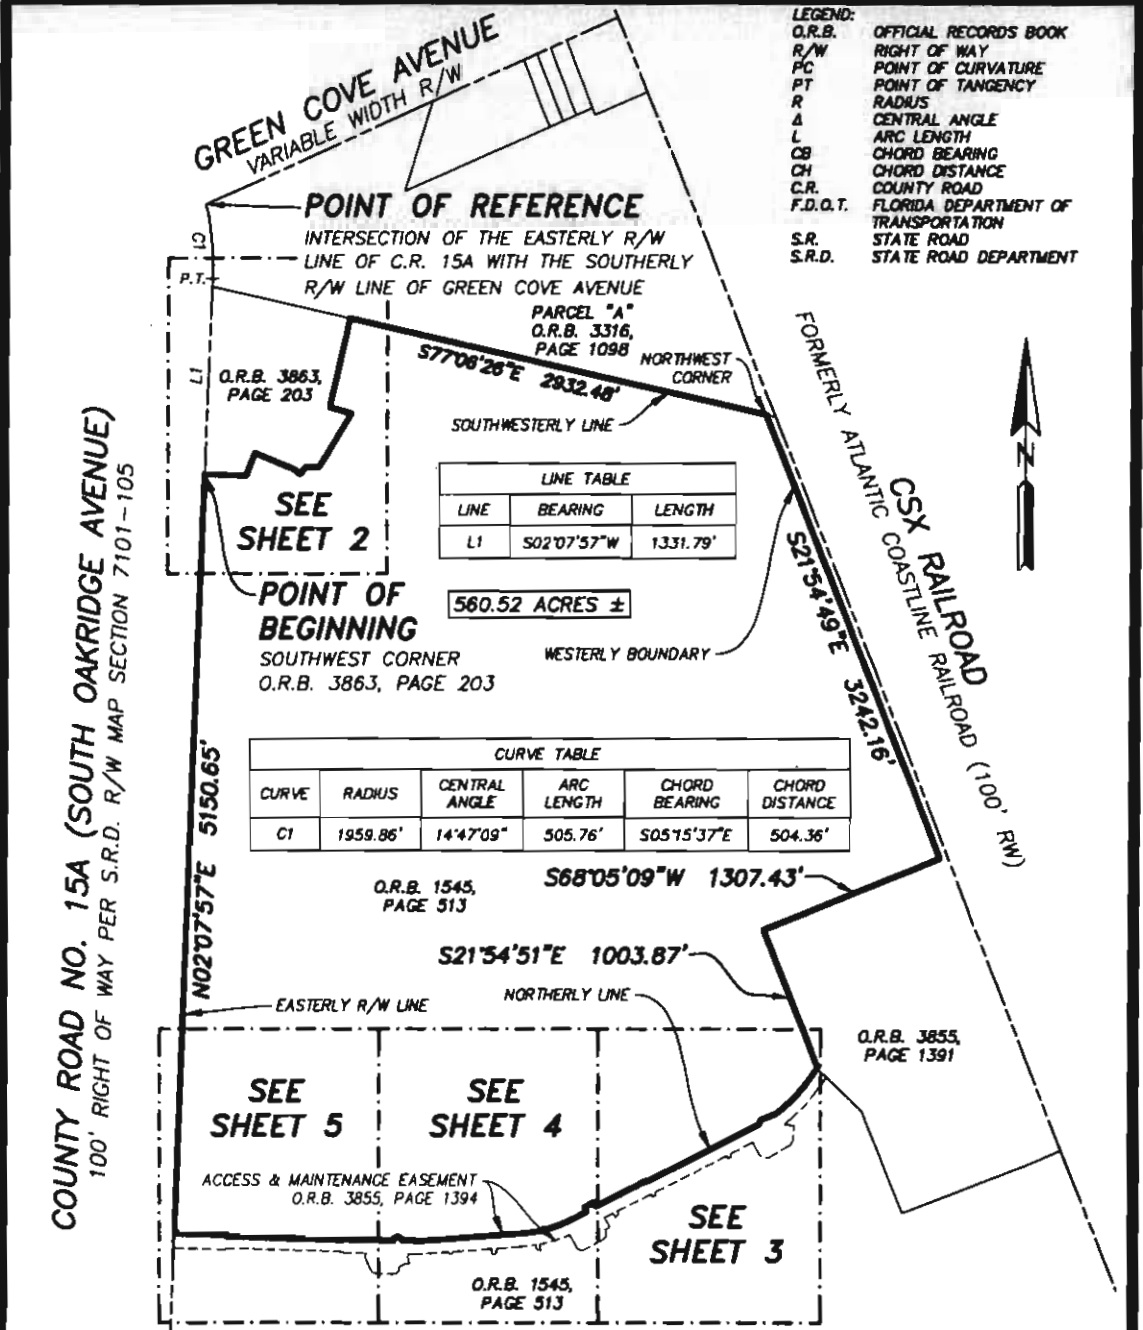 LEGEND:
O.R.B. OFFICIAL RECORDS BOOK
R/W RIGHT OF WAY
PC POINT OF CURVATURE
PT POINT OF TANGENCY
R RADIUS
Δ CENTRAL ANGLE
L ARC LENGTH
CB CHORD BEARING
CH CHORD DISTANCE
C.R. COUNTY ROAD
F.D.O.T. FLORIDA DEPARTMENT OF
TRANSPORTATION
S.R. STATE ROAD
S.R.D. STATE ROAD DEPARTMENT
GREEN COVE AVENUE
VARIABLE WIDTH R/W
POINT OF REFERENCE
INTERSECTION OF THE EASTERLY R/W
LINE OF C.R. 15A WITH THE SOUTHERLY
R/W LINE OF GREEN COVE AVENUE
C1
P.T.
L1
PARCEL "A"
O.R.B. 3316,
PAGE 1098
S77°08'26"E 2932.48'
NORTHWEST
CORNER
SOUTHWESTERLY LINE
O.R.B. 3863,
PAGE 203
SEE
SHEET 2
LINE TABLE
LINE BEARING LENGTH
L1 S02°07'57"W 1331.79'
560.52 ACRES ±
POINT OF
BEGINNING
SOUTHWEST CORNER
O.R.B. 3863, PAGE 203
WESTERLY BOUNDARY
S21°54'49"E 3242.16'
FORMERLY ATLANTIC COASTLINE RAILROAD (100' RW)
CSX RAILROAD
N
COUNTY ROAD NO. 15A (SOUTH OAKRIDGE AVENUE)
100' RIGHT OF WAY PER S.R.D. R/W MAP SECTION 7101-105
N02°07'57"E 5150.65'
CURVE TABLE
CURVE RADIUS CENTRAL ANGLE ARC LENGTH CHORD BEARING CHORD DISTANCE
C1 1959.86' 14°47'09" 505.76' S05°15'37"E 504.36'
O.R.B. 1545,
PAGE 513
S68°05'09"W 1307.43'
S21°54'51"E 1003.87'
EASTERLY R/W LINE
NORTHERLY LINE
O.R.B. 3855,
PAGE 1391
SEE
SHEET 5
SEE
SHEET 4
ACCESS & MAINTENANCE EASEMENT
O.R.B. 3855, PAGE 1394
SEE
SHEET 3
O.R.B. 1545,
PAGE 513